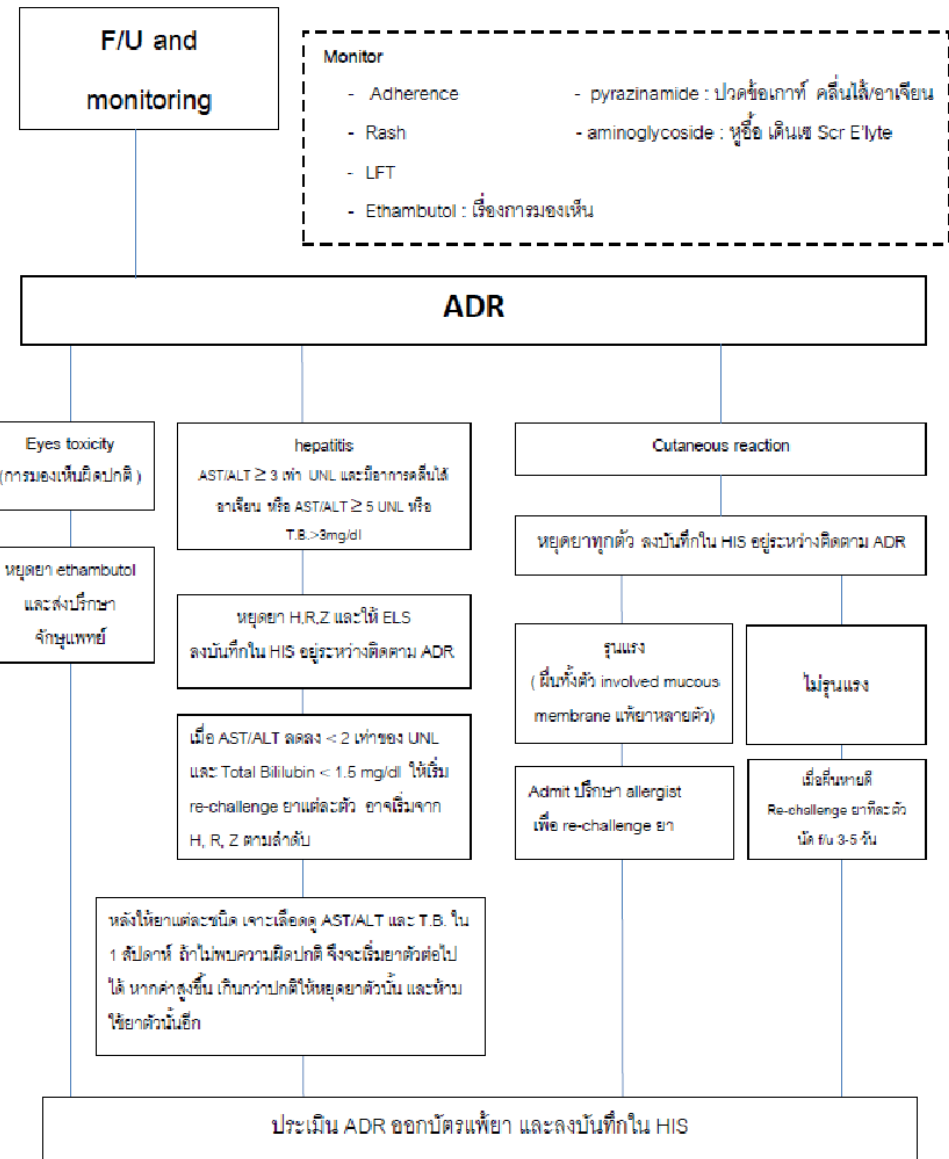 F/U and
monitoring
Monitor
- Adherence
- pyrazinamide : ปวดข้อเกาท์ คลื่นไส้/อาเจียน
- Rash
- aminoglycoside : หูอื้อ เดินเซ Scr E'lyte
- LFT
- Ethambutol : เรื่องการมองเห็น
ADR
Eyes toxicity
(การมองเห็นผิดปกติ )
หยุดยา ethambutol
และส่งปรึกษา
จักษุแพทย์
hepatitis
AST/ALT ≥ 3 เท่า UNL และมีอาการคลื่นไส้
อาเจียน หรือ AST/ALT ≥ 5 UNL หรือ
T.B.>3mg/dl
หยุดยา H,R,Z และให้ ELS
ลงบันทึกใน HIS อยู่ระหว่างติดตาม ADR
เมื่อ AST/ALT ลดลง < 2 เท่าของ UNL
และ Total Bililubin < 1.5 mg/dl ให้เริ่ม
re-challenge ยาแต่ละตัว อาจเริ่มจาก
H, R, Z ตามลำดับ
หลังให้ยาแต่ละชนิด เจาะเลือดดู AST/ALT และ T.B. ใน
1 สัปดาห์ ถ้าไม่พบความผิดปกติ จึงจะเริ่มยาตัวต่อไป
ได้ หากค่าสูงขึ้น เกินกว่าปกติให้หยุดยาตัวนั้น และห้าม
ใช้ยาตัวนั้นอีก
Cutaneous reaction
หยุดยาทุกตัว ลงบันทึกใน HIS อยู่ระหว่างติดตาม ADR
รุนแรง
( ผื่นทั้งตัว involved mucous
membrane แพ้ยาหลายตัว)
Admit ปรึกษา allergist
เพื่อ re-challenge ยา
ไม่รุนแรง
เมื่อผื่นหายดี
Re-challenge ยาทีละตัว
นัด f/u 3-5 วัน
ประเมิน ADR ออกบัตรแพ้ยา และลงบันทึกใน HIS